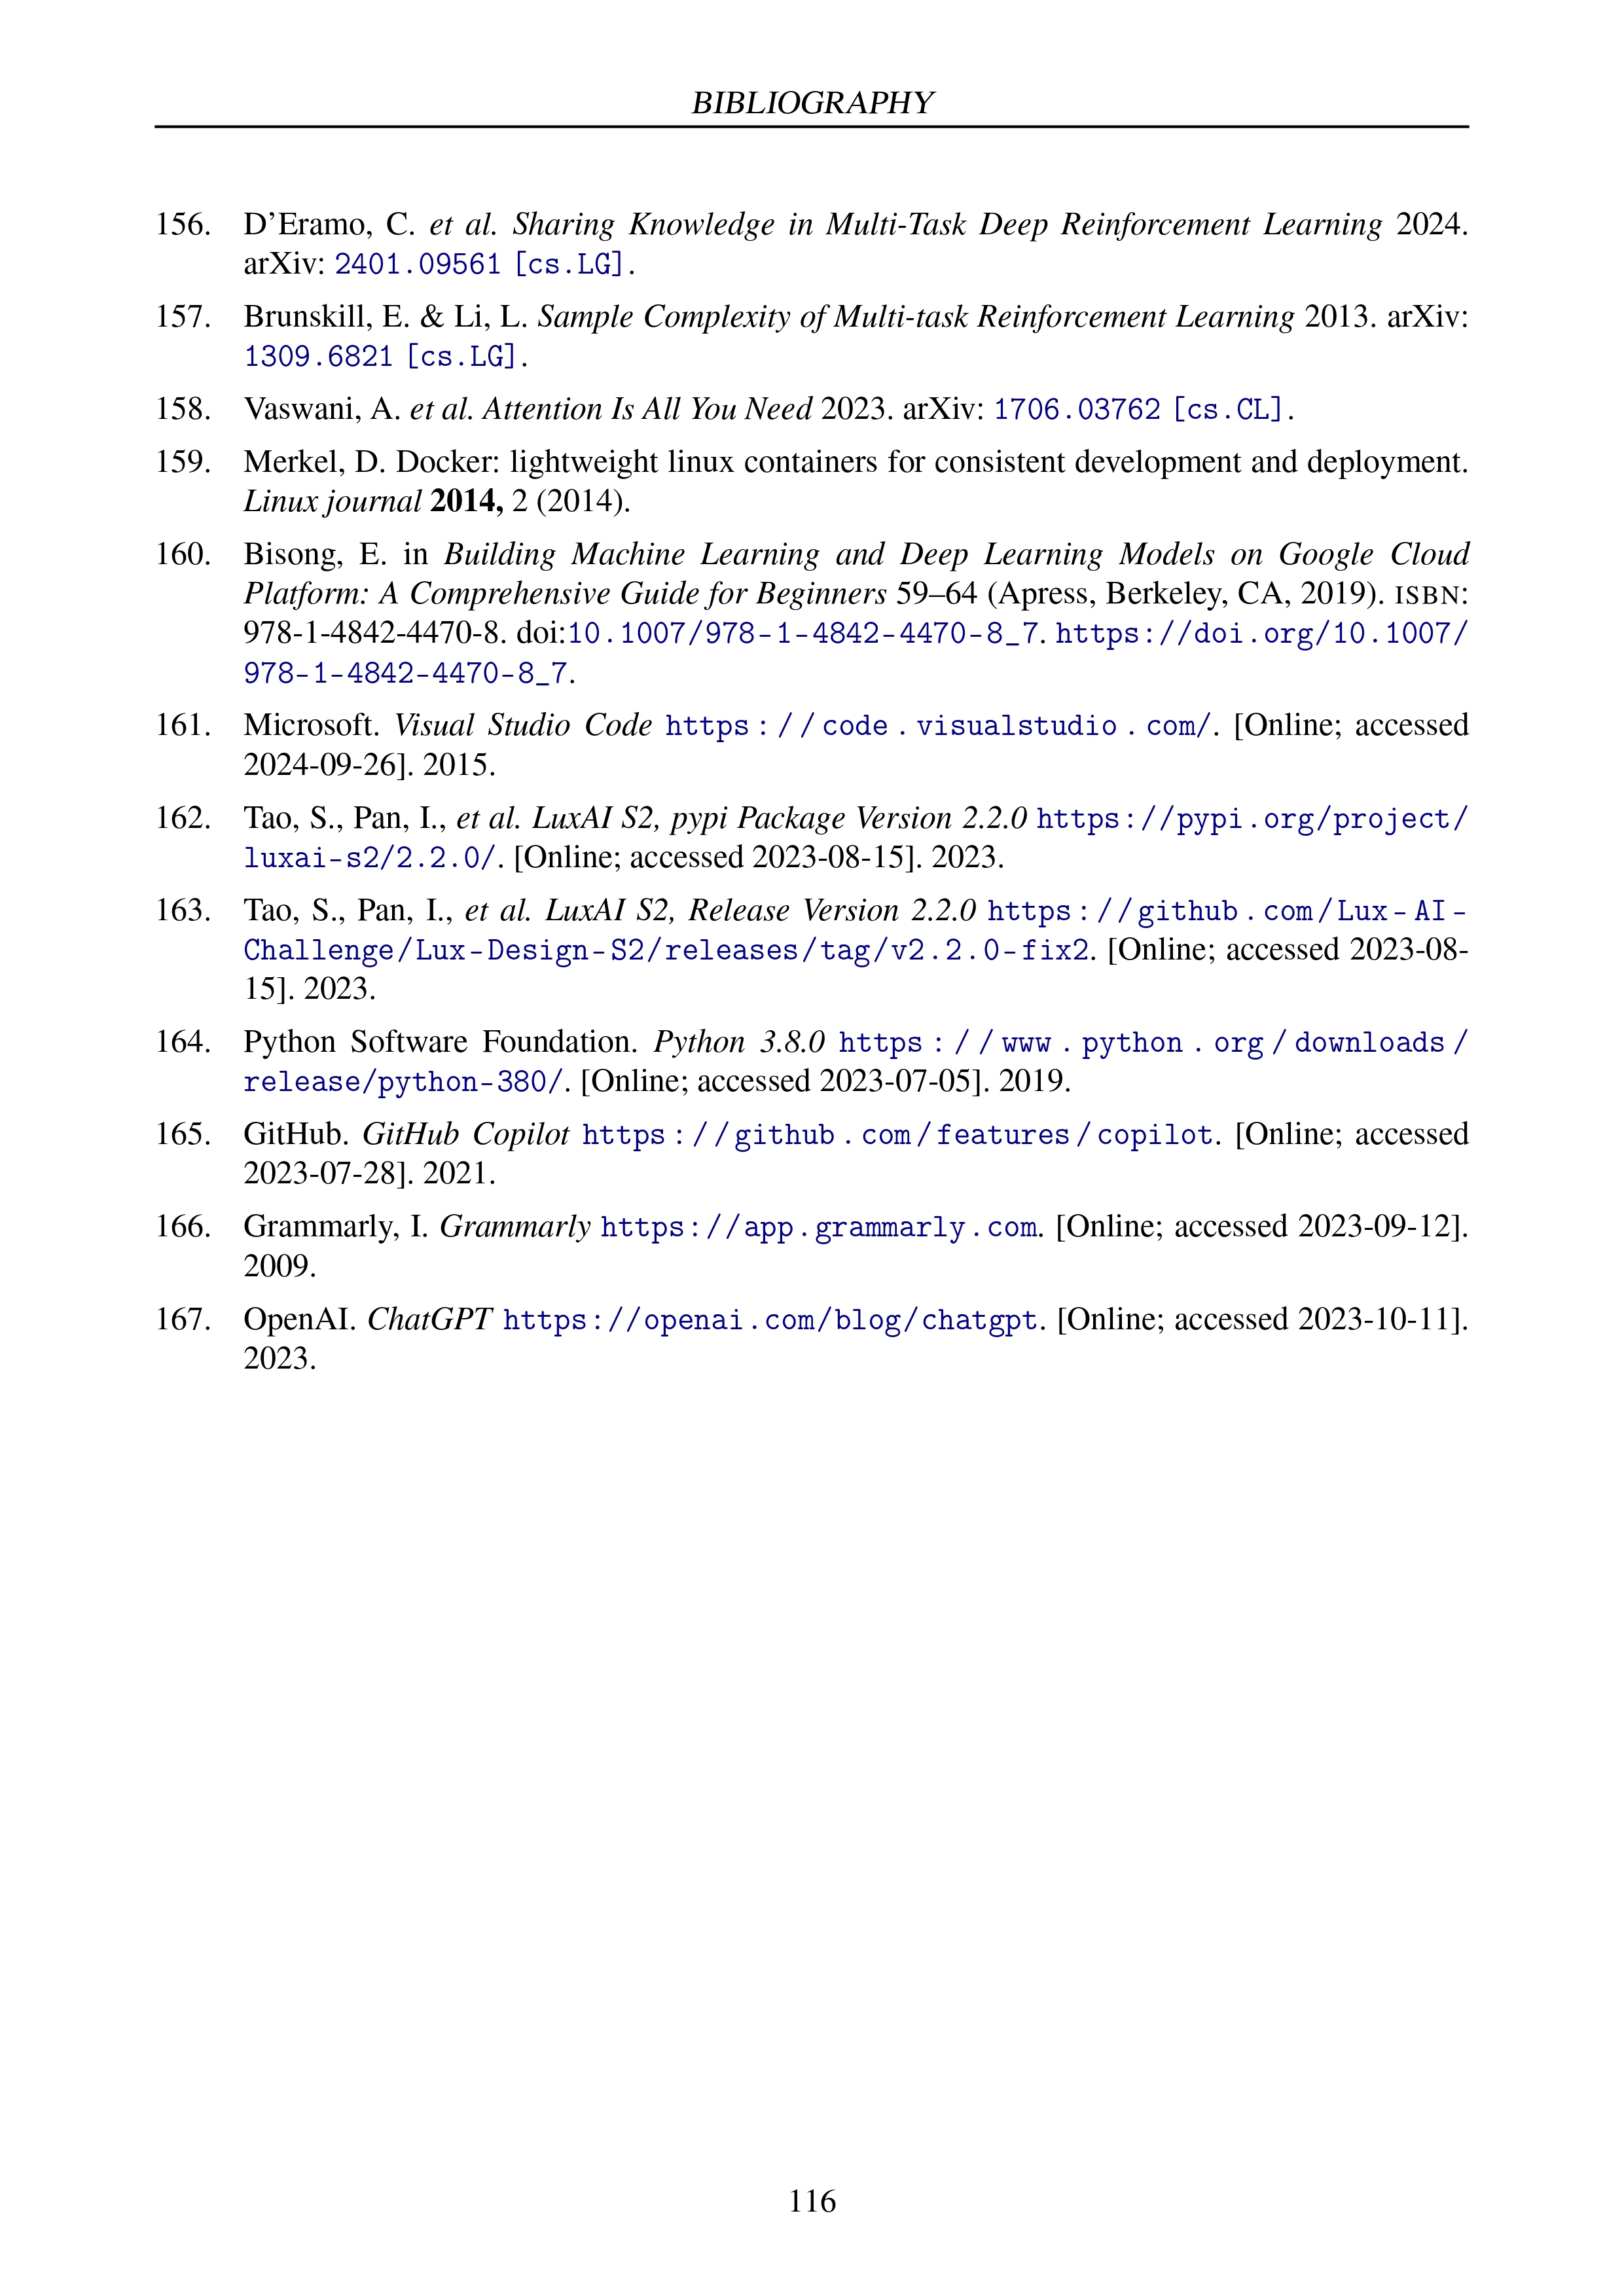 BIBLIOGRAPHY
156. D’Eramo, C. et al. Sharing Knowledge in Multi-Task Deep Reinforcement Learning 2024.
arXiv: 2401.09561 [cs.LG].
157. Brunskill, E. & Li, L. Sample Complexity of Multi-task Reinforcement Learning 2013. arXiv:
1309.6821 [cs.LG].
158. Vaswani, A. et al. Attention Is All You Need 2023. arXiv: 1706.03762 [cs.CL].
159. Merkel, D. Docker: lightweight linux containers for consistent development and deployment.
Linux journal 2014, 2 (2014).
160. Bisong, E. in Building Machine Learning and Deep Learning Models on Google Cloud
Platform: A Comprehensive Guide for Beginners 59–64 (Apress, Berkeley, CA, 2019). ISBN:
978-1-4842-4470-8. doi:10.1007/978-1-4842-4470-8_7. https://doi.org/10.1007/
978-1-4842-4470-8_7.
161. Microsoft. Visual Studio Code https://code.visualstudio.com/. [Online; accessed
2024-09-26]. 2015.
162. Tao, S., Pan, I., et al. LuxAI S2, pypi Package Version 2.2.0 https://pypi.org/project/
luxai-s2/2.2.0/. [Online; accessed 2023-08-15]. 2023.
163. Tao, S., Pan, I., et al. LuxAI S2, Release Version 2.2.0 https://github.com/Lux-AI-
Challenge/Lux-Design-S2/releases/tag/v2.2.0-fix2. [Online; accessed 2023-08-
15]. 2023.
164. Python Software Foundation. Python 3.8.0 https://www.python.org/downloads/
release/python-380/. [Online; accessed 2023-07-05]. 2019.
165. GitHub. GitHub Copilot https://github.com/features/copilot. [Online; accessed
2023-07-28]. 2021.
166. Grammarly, I. Grammarly https://app.grammarly.com. [Online; accessed 2023-09-12].
2009.
167. OpenAI. ChatGPT https://openai.com/blog/chatgpt. [Online; accessed 2023-10-11].
2023.
116